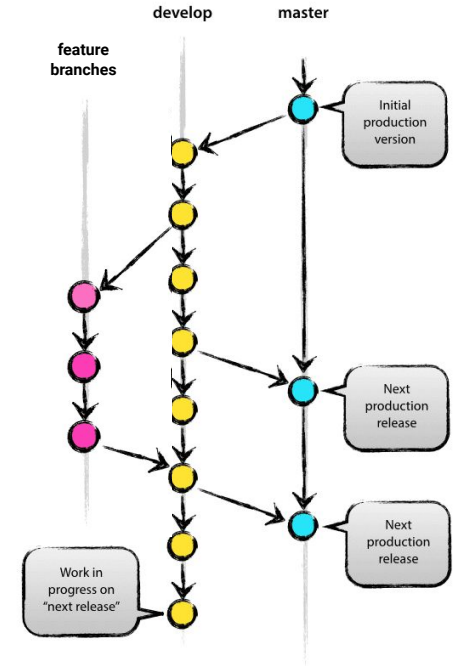 develop
master
feature
branches
Initial
production
version
Next
production
release
Next
production
release
Work in
progress on
“next release”